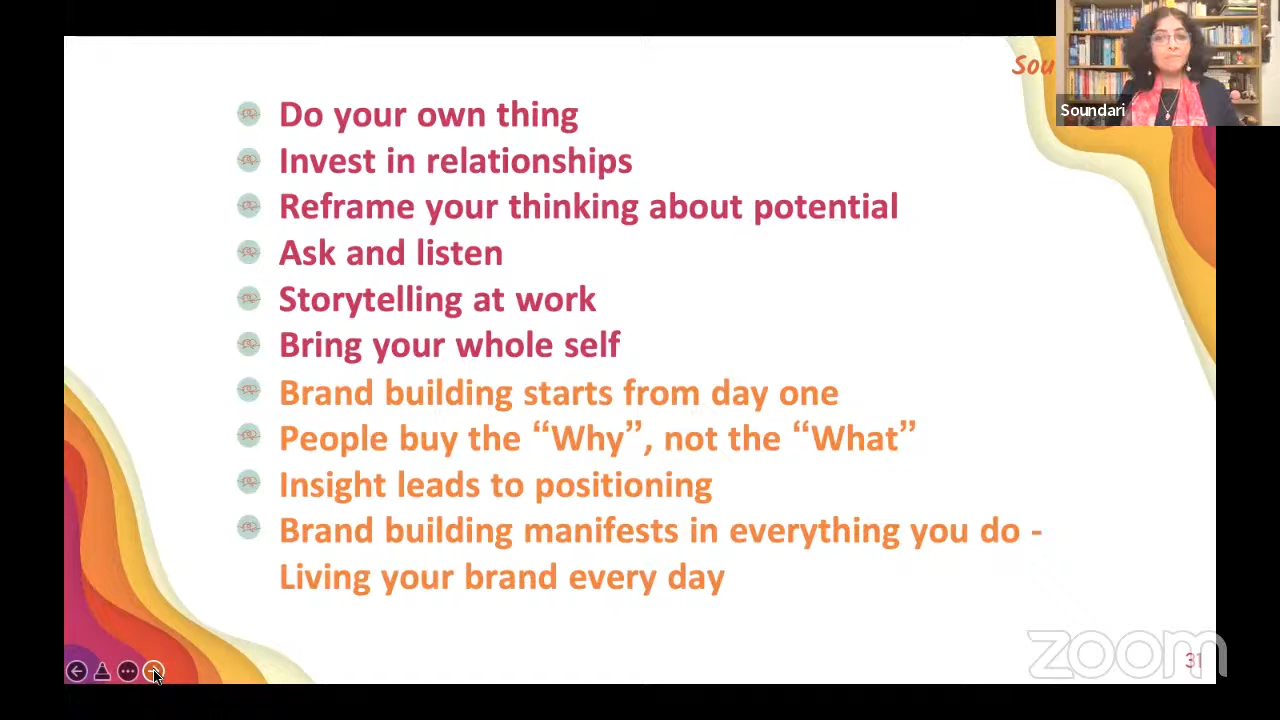 Sou
Soundari
Do your own thing
Invest in relationships
Reframe your thinking about potential
Ask and listen
Storytelling at work
Bring your whole self
Brand building starts from day one
People buy the “Why”, not the “What”
Insight leads to positioning
Brand building manifests in everything you do -
Living your brand every day
zoom
31